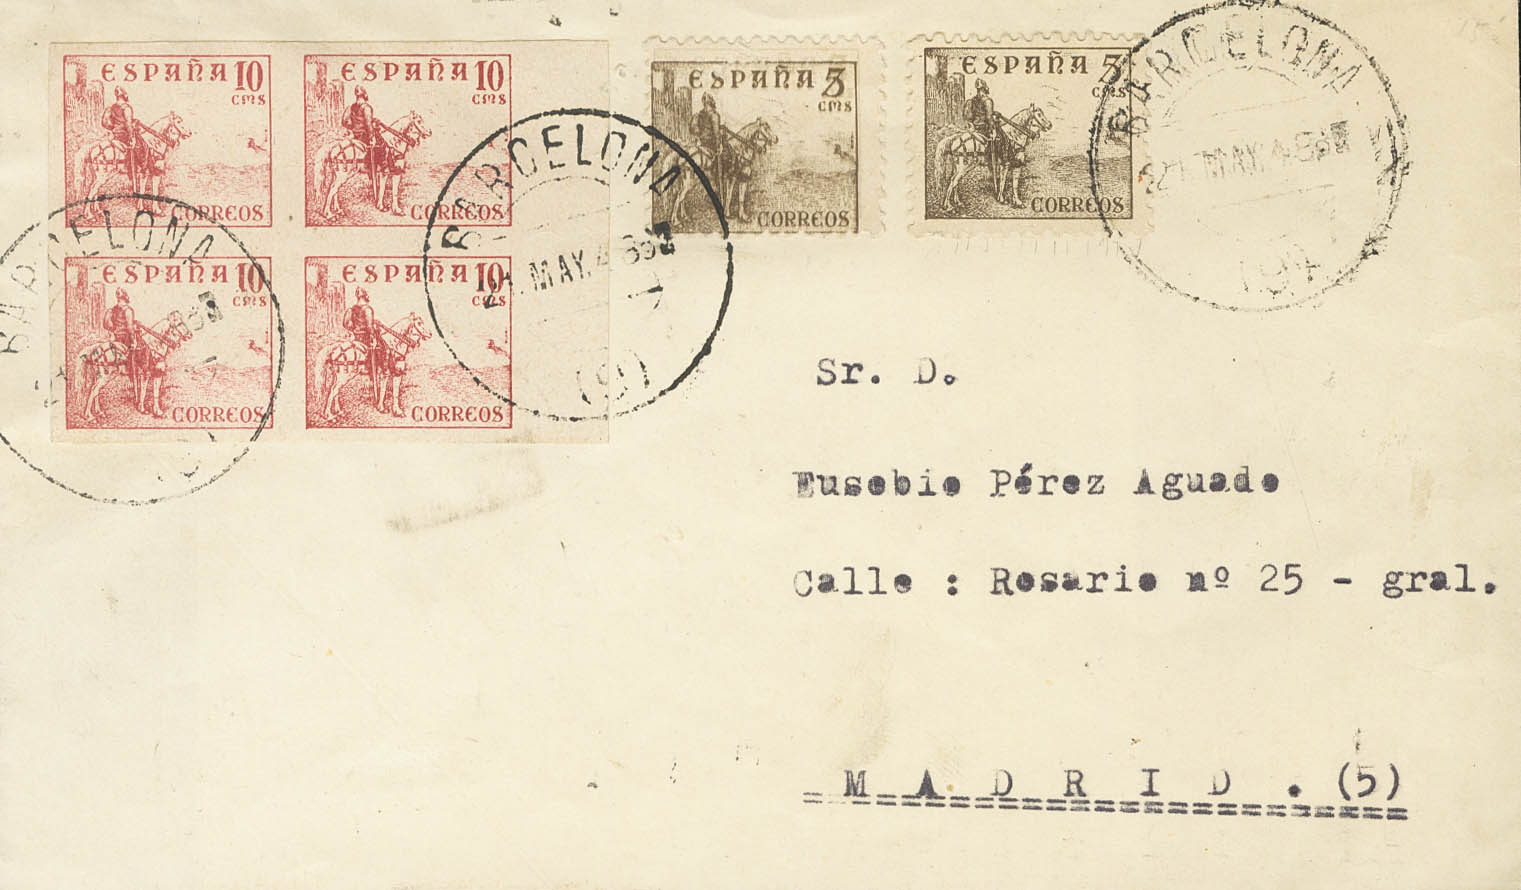 ESPAÑA 10 CMS CORREOS
ESPAÑA 10 CMS CORREOS
ESPAÑA 5 CMS CORREOS
ESPAÑA 5 CMS CORREOS
ESPAÑA 10 CMS CORREOS
ESPAÑA 10 CMS CORREOS
BARCELONA
MAY.48
BARCELONA
MAY.48
BARCELONA
Sr. D.
Eusebio Pérez Aguado
Calle : Rosario nº 25 - gral.
M A D R I D . (5)